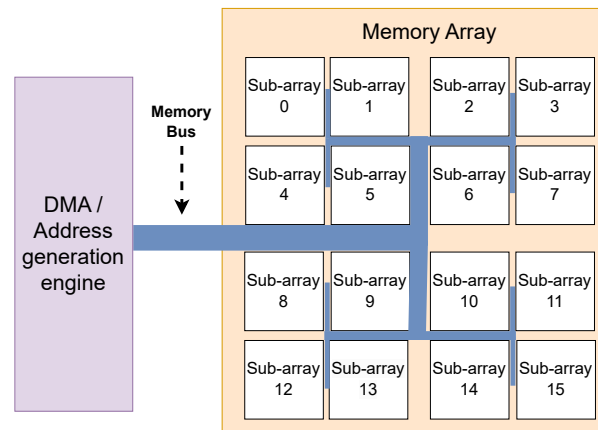 Memory Array
Sub-array
0
Sub-array
1
Sub-array
2
Sub-array
3
Memory
Bus
Sub-array
4
Sub-array
5
Sub-array
6
Sub-array
7
DMA /
Address
generation
engine
Sub-array
8
Sub-array
9
Sub-array
10
Sub-array
11
Sub-array
12
Sub-array
13
Sub-array
14
Sub-array
15